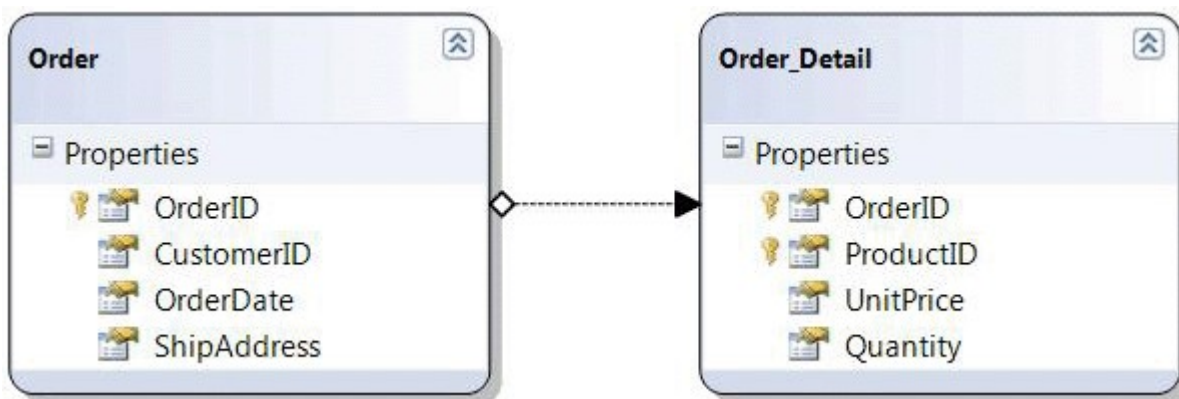 Order
Properties
OrderID
CustomerID
OrderDate
ShipAddress
Order_Detail
Properties
OrderID
ProductID
UnitPrice
Quantity